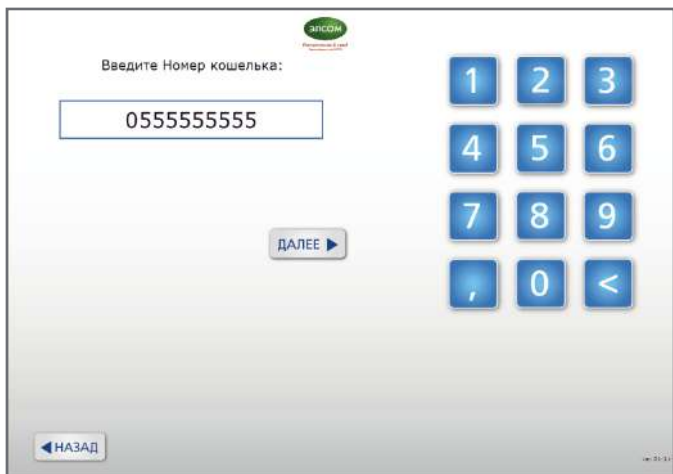 элсом
Введите Номер кошелька:
0555555555
1 2 3
4 5 6
7 8 9
, 0 <
ДАЛЕЕ
НАЗАД